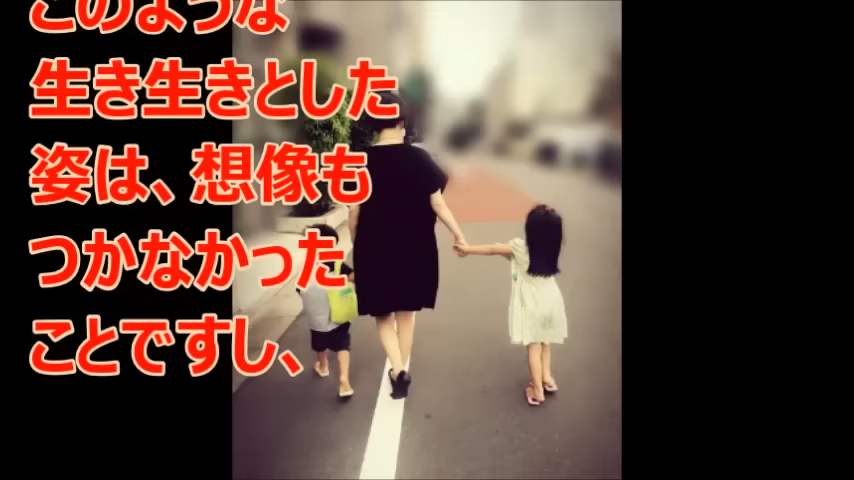 このような
生き生きとした
姿は、想像も
つかなかった
ことですし、